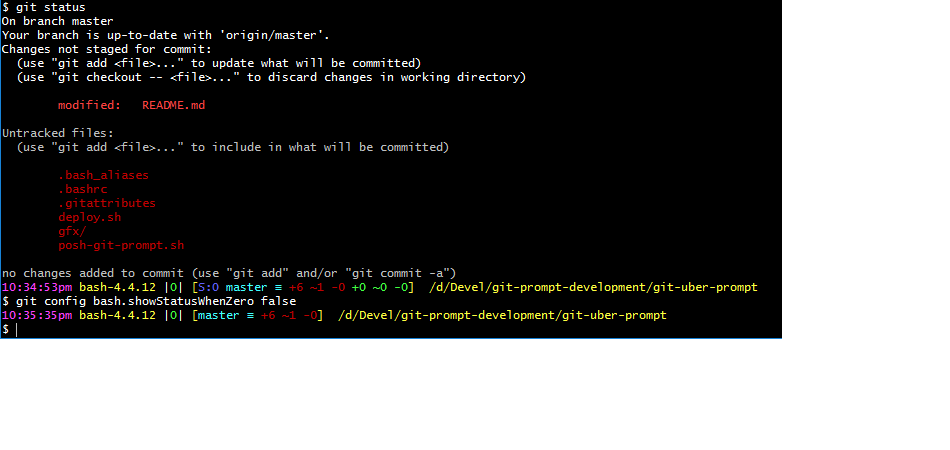 $ git status
On branch master
Your branch is up-to-date with 'origin/master'.
Changes not staged for commit:
  (use "git add <file>..." to update what will be committed)
  (use "git checkout -- <file>..." to discard changes in working directory)

        modified:   README.md

Untracked files:
  (use "git add <file>..." to include in what will be committed)

        .bash_aliases
        .bashrc
        .gitattributes
        deploy.sh
        gfx/
        posh-git-prompt.sh

no changes added to commit (use "git add" and/or "git commit -a")
10:34:53pm bash-4.4.12 |0| [S:0 master ≡ +6 ~1 -0 +0 ~0 -0]  /d/Devel/git-prompt-development/git-uber-prompt
$ git config bash.showStatusWhenZero false
10:35:35pm bash-4.4.12 |0| [master ≡ +6 ~1 -0]  /d/Devel/git-prompt-development/git-uber-prompt
$